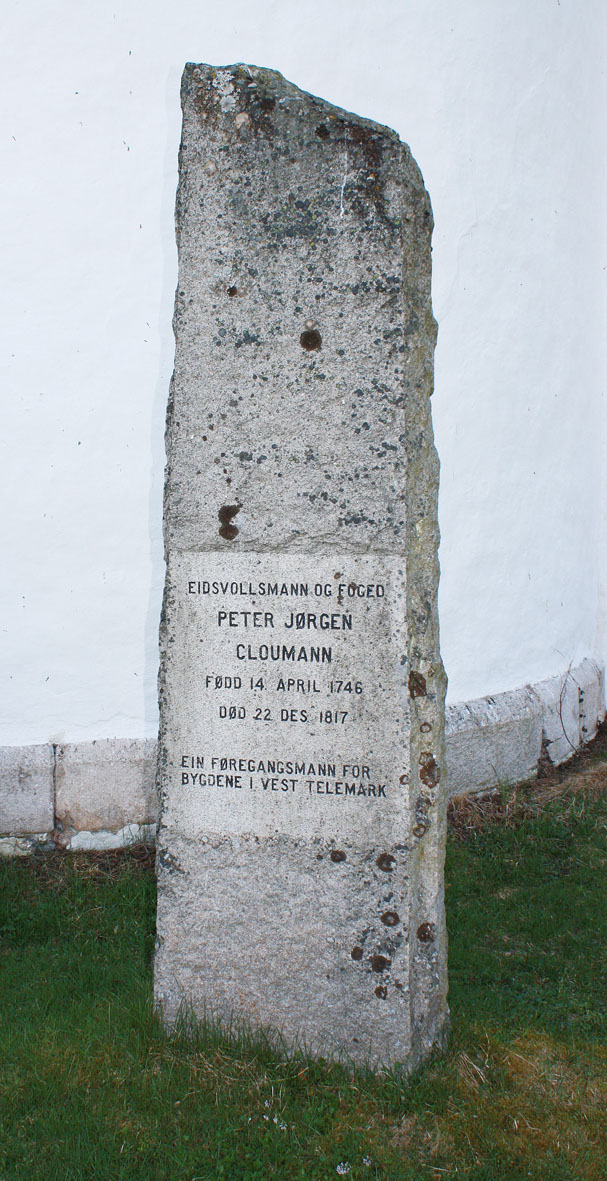 EIDSVOLLSMANN OG FOGED
PETER JØRGEN
CLOUMANN
FØDD 14 APRIL 1746
DØD 22 DES 1817
EIN FØREGANGSMANN FOR
BYGDENE I VEST TELEMARK